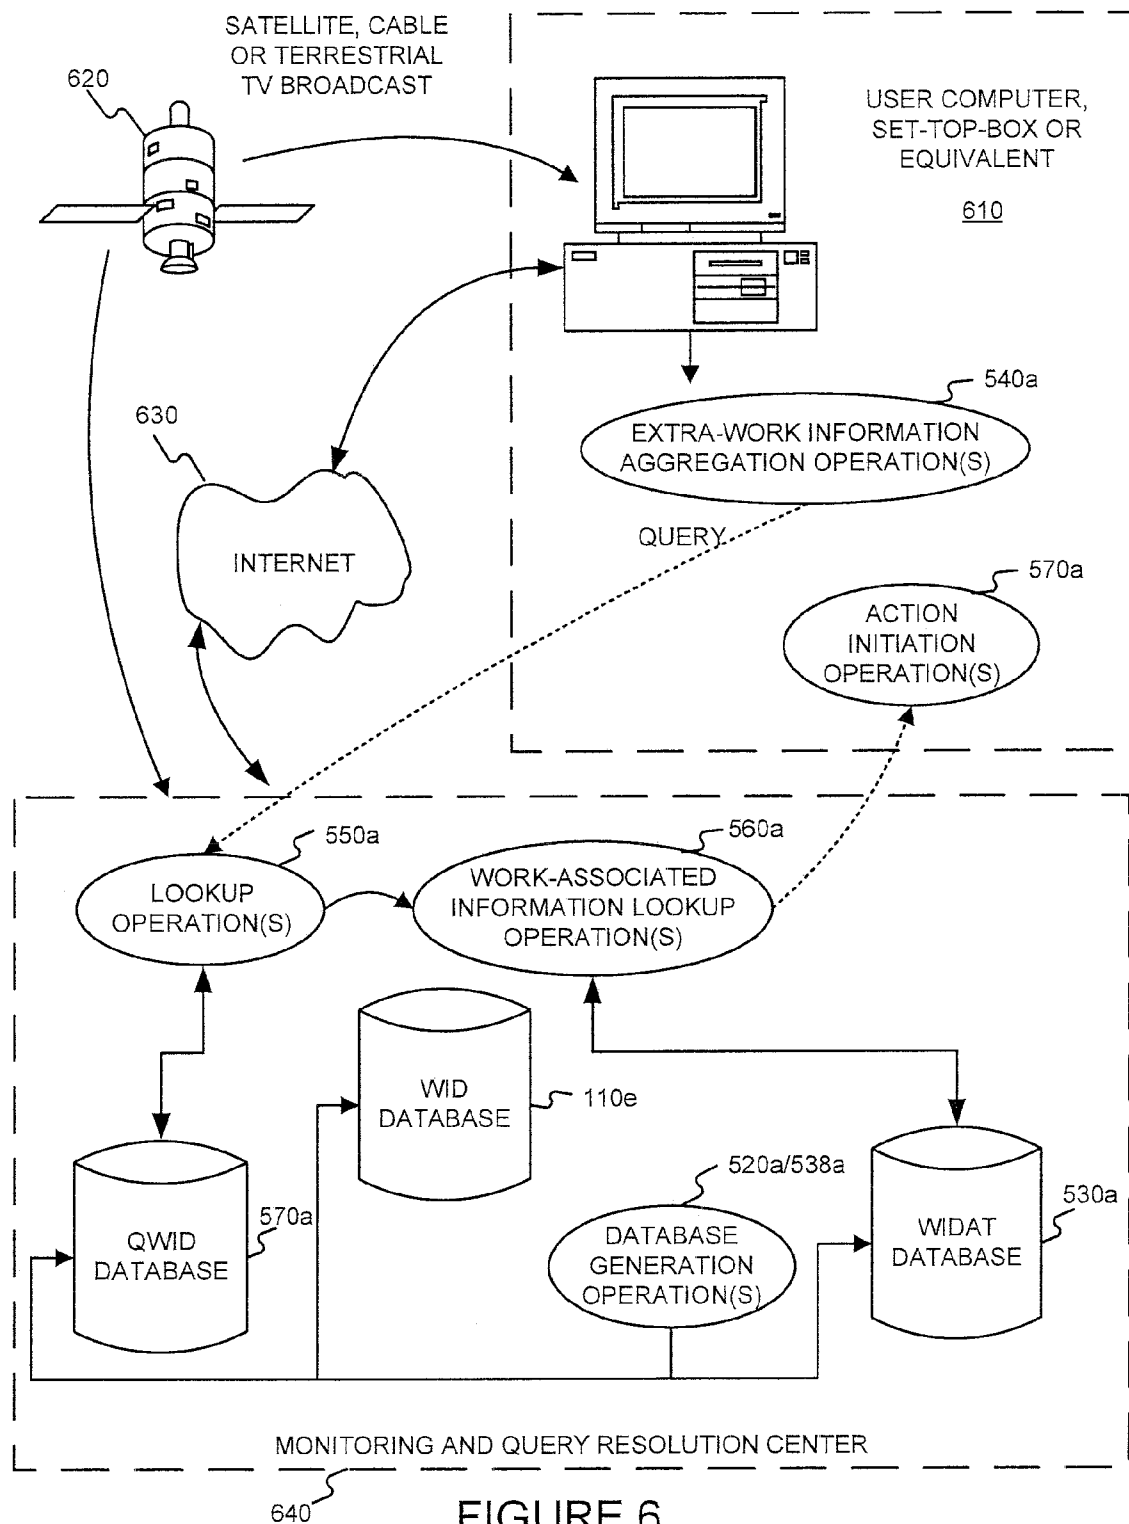 SATELLITE, CABLE
OR TERRESTRIAL
TV BROADCAST
620
USER COMPUTER,
SET-TOP-BOX OR
EQUIVALENT
610
540a
EXTRA-WORK INFORMATION
AGGREGATION OPERATION(S)
630
INTERNET
QUERY
570a
ACTION
INITIATION
OPERATION(S)
550a
LOOKUP
OPERATION(S)
560a
WORK-ASSOCIATED
INFORMATION LOOKUP
OPERATION(S)
WID
DATABASE
110e
QWID
DATABASE
570a
520a/538a
DATABASE
GENERATION
OPERATION(S)
WIDAT
DATABASE
530a
MONITORING AND QUERY RESOLUTION CENTER
640
FIGURE 6